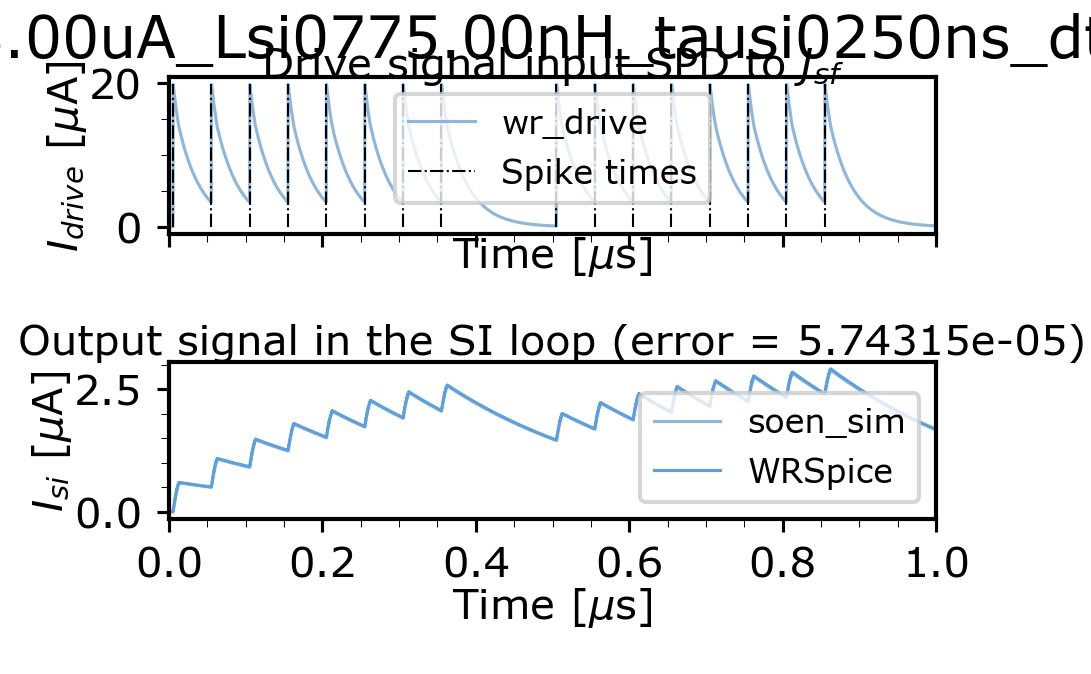 .00uA_Lsi0775.00nH_tausi0250ns_dt
Drive signal input SPD to J_sf
I_drive [μA]
20
0
wr_drive
Spike times
Time [μs]
Output signal in the SI loop (error = 5.74315e-05)
I_si [μA]
2.5
0.0
soen_sim
WRSpice
0.0 0.2 0.4 0.6 0.8 1.0
Time [μs]